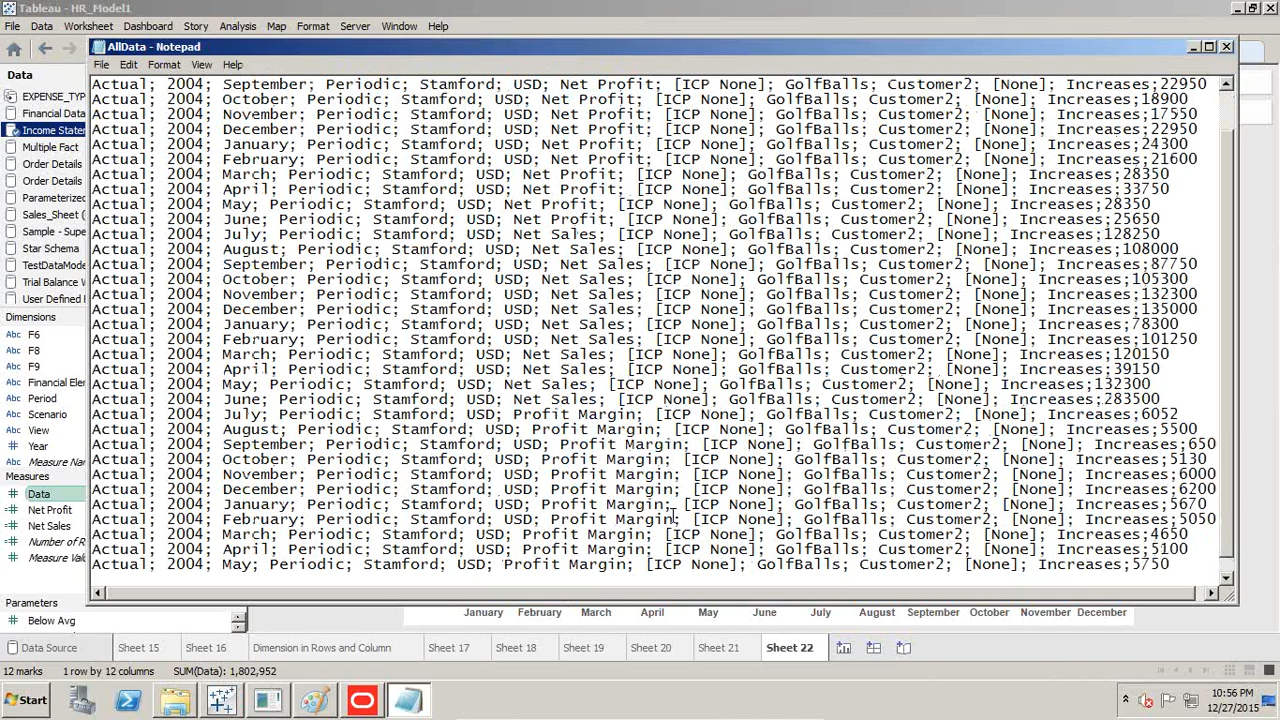 Tableau - HR_Model1
File Data Worksheet Dashboard Story Analysis Map Format Server Window Help
AllData - Notepad
File Edit Format View Help
Data
EXPENSE_TYP
Financial Data
Income Stater
Multiple Fact
Order Details
Order Details
Parameterized
Sales_Sheet (
Sample - Supe
Star Schema
TestDataMode
Trial Balance W
User Defined F
Dimensions
Abc F6
Abc F8
Abc F9
Abc Financial Elem
Abc Period
Abc Scenario
Abc View
# Year
Abc Measure Nam
Measures
# Data
# Net Profit
# Net Sales
# Number of R
# Measure Valu
Parameters
# Below Avg
Actual; 2004; September; Periodic; Stamford; USD; Net Profit; [ICP None]; GolfBalls; Customer2; [None]; Increases;22950
Actual; 2004; October; Periodic; Stamford; USD; Net Profit; [ICP None]; GolfBalls; Customer2; [None]; Increases;18900
Actual; 2004; November; Periodic; Stamford; USD; Net Profit; [ICP None]; GolfBalls; Customer2; [None]; Increases;17550
Actual; 2004; December; Periodic; Stamford; USD; Net Profit; [ICP None]; GolfBalls; Customer2; [None]; Increases;22950
Actual; 2004; January; Periodic; Stamford; USD; Net Profit; [ICP None]; GolfBalls; Customer2; [None]; Increases;24300
Actual; 2004; February; Periodic; Stamford; USD; Net Profit; [ICP None]; GolfBalls; Customer2; [None]; Increases;21600
Actual; 2004; March; Periodic; Stamford; USD; Net Profit; [ICP None]; GolfBalls; Customer2; [None]; Increases;28350
Actual; 2004; April; Periodic; Stamford; USD; Net Profit; [ICP None]; GolfBalls; Customer2; [None]; Increases;33750
Actual; 2004; May; Periodic; Stamford; USD; Net Profit; [ICP None]; GolfBalls; Customer2; [None]; Increases;28350
Actual; 2004; June; Periodic; Stamford; USD; Net Profit; [ICP None]; GolfBalls; Customer2; [None]; Increases;25650
Actual; 2004; July; Periodic; Stamford; USD; Net Sales; [ICP None]; GolfBalls; Customer2; [None]; Increases;128250
Actual; 2004; August; Periodic; Stamford; USD; Net Sales; [ICP None]; GolfBalls; Customer2; [None]; Increases;108000
Actual; 2004; September; Periodic; Stamford; USD; Net Sales; [ICP None]; GolfBalls; Customer2; [None]; Increases;87750
Actual; 2004; October; Periodic; Stamford; USD; Net Sales; [ICP None]; GolfBalls; Customer2; [None]; Increases;105300
Actual; 2004; November; Periodic; Stamford; USD; Net Sales; [ICP None]; GolfBalls; Customer2; [None]; Increases;132300
Actual; 2004; December; Periodic; Stamford; USD; Net Sales; [ICP None]; GolfBalls; Customer2; [None]; Increases;135000
Actual; 2004; January; Periodic; Stamford; USD; Net Sales; [ICP None]; GolfBalls; Customer2; [None]; Increases;78300
Actual; 2004; February; Periodic; Stamford; USD; Net Sales; [ICP None]; GolfBalls; Customer2; [None]; Increases;101250
Actual; 2004; March; Periodic; Stamford; USD; Net Sales; [ICP None]; GolfBalls; Customer2; [None]; Increases;120150
Actual; 2004; April; Periodic; Stamford; USD; Net Sales; [ICP None]; GolfBalls; Customer2; [None]; Increases;39150
Actual; 2004; May; Periodic; Stamford; USD; Net Sales; [ICP None]; GolfBalls; Customer2; [None]; Increases;132300
Actual; 2004; June; Periodic; Stamford; USD; Net Sales; [ICP None]; GolfBalls; Customer2; [None]; Increases;283500
Actual; 2004; July; Periodic; Stamford; USD; Profit Margin; [ICP None]; GolfBalls; Customer2; [None]; Increases;6052
Actual; 2004; August; Periodic; Stamford; USD; Profit Margin; [ICP None]; GolfBalls; Customer2; [None]; Increases;5500
Actual; 2004; September; Periodic; Stamford; USD; Profit Margin; [ICP None]; GolfBalls; Customer2; [None]; Increases;650
Actual; 2004; October; Periodic; Stamford; USD; Profit Margin; [ICP None]; GolfBalls; Customer2; [None]; Increases;5130
Actual; 2004; November; Periodic; Stamford; USD; Profit Margin; [ICP None]; GolfBalls; Customer2; [None]; Increases;6000
Actual; 2004; December; Periodic; Stamford; USD; Profit Margin; [ICP None]; GolfBalls; Customer2; [None]; Increases;6200
Actual; 2004; January; Periodic; Stamford; USD; Profit Margin; [ICP None]; GolfBalls; Customer2; [None]; Increases;5670
Actual; 2004; February; Periodic; Stamford; USD; Profit Margin; [ICP None]; GolfBalls; Customer2; [None]; Increases;5050
Actual; 2004; March; Periodic; Stamford; USD; Profit Margin; [ICP None]; GolfBalls; Customer2; [None]; Increases;4650
Actual; 2004; April; Periodic; Stamford; USD; Profit Margin; [ICP None]; GolfBalls; Customer2; [None]; Increases;5100
Actual; 2004; May; Periodic; Stamford; USD; Profit Margin; [ICP None]; GolfBalls; Customer2; [None]; Increases;5750
January February March April May June July August September October November December
Data Source Sheet 15 Sheet 16 Dimension in Rows and Column Sheet 17 Sheet 18 Sheet 19 Sheet 20 Sheet 21 Sheet 22
12 marks 1 row by 12 columns SUM(Data): 1,802,952
Start
10:56 PM
12/27/2015